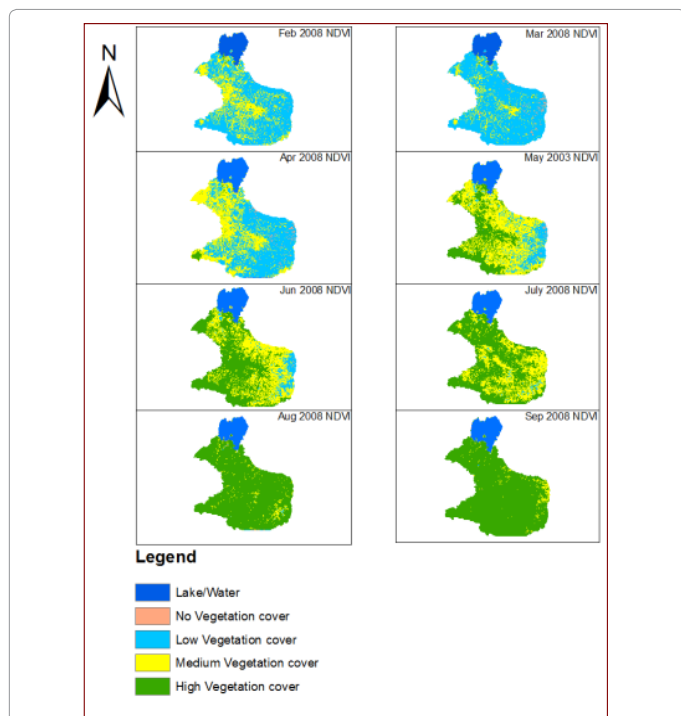 N
Feb 2008 NDVI
Mar 2008 NDVI
Apr 2008 NDVI
May 2003 NDVI
Jun 2008 NDVI
July 2008 NDVI
Aug 2008 NDVI
Sep 2008 NDVI
Legend
Lake/Water
No Vegetation cover
Low Vegetation cover
Medium Vegetation cover
High Vegetation cover